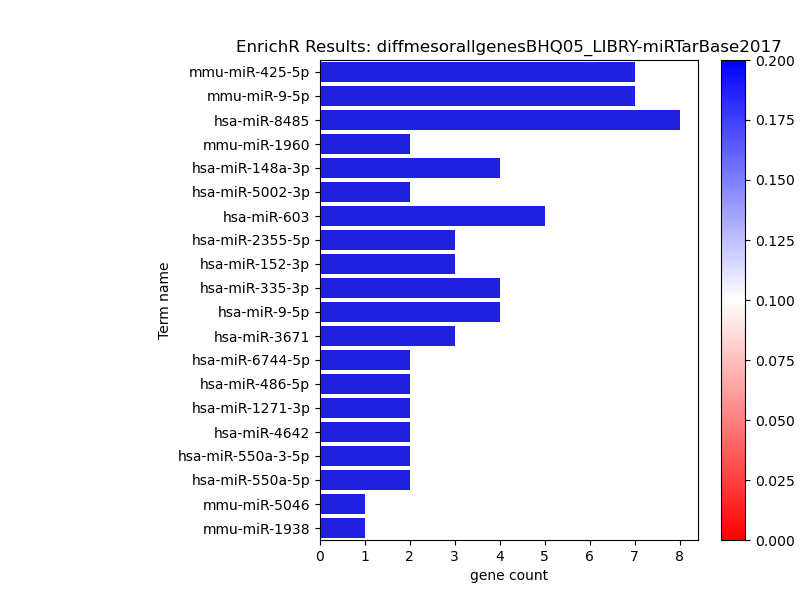 EnrichR Results: diffmesorallgenesBHQ05_LIBRY-miRTarBase2017
mmu-miR-425-5p
mmu-miR-9-5p
hsa-miR-8485
mmu-miR-1960
hsa-miR-148a-3p
hsa-miR-5002-3p
hsa-miR-603
hsa-miR-2355-5p
hsa-miR-152-3p
hsa-miR-335-3p
hsa-miR-9-5p
hsa-miR-3671
hsa-miR-6744-5p
hsa-miR-486-5p
hsa-miR-1271-3p
hsa-miR-4642
hsa-miR-550a-3-5p
hsa-miR-550a-5p
mmu-miR-5046
mmu-miR-1938
Term name
0 1 2 3 4 5 6 7 8
gene count
0.200
0.175
0.150
0.125
0.100
0.075
0.050
0.025
0.000